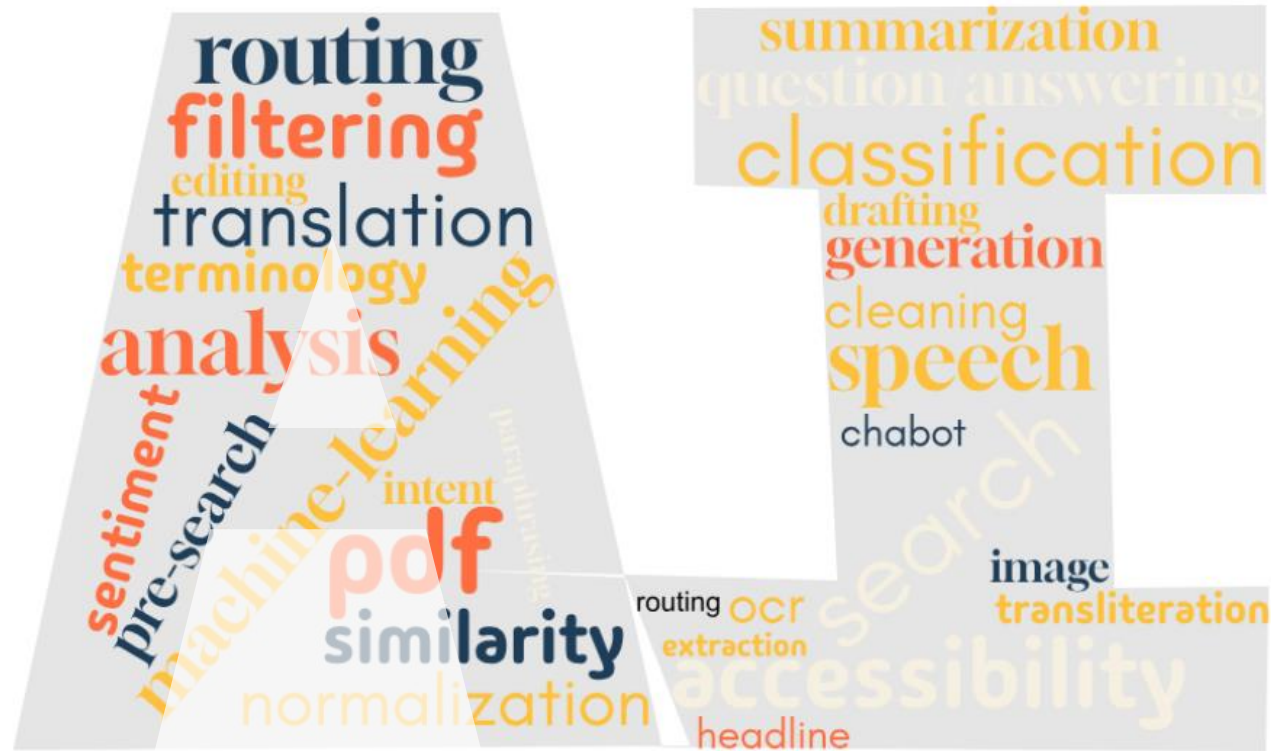 routing
filtering
editing
translation
terminology
analysis
sentiment
pre-search
machine-learning
intent
paraphrasing
pdf
similarity
normalization
summarization
question/answering
classification
drafting
generation
cleaning
speech
chabot
search
image
transliteration
routing
ocr
extraction
accessibility
headline